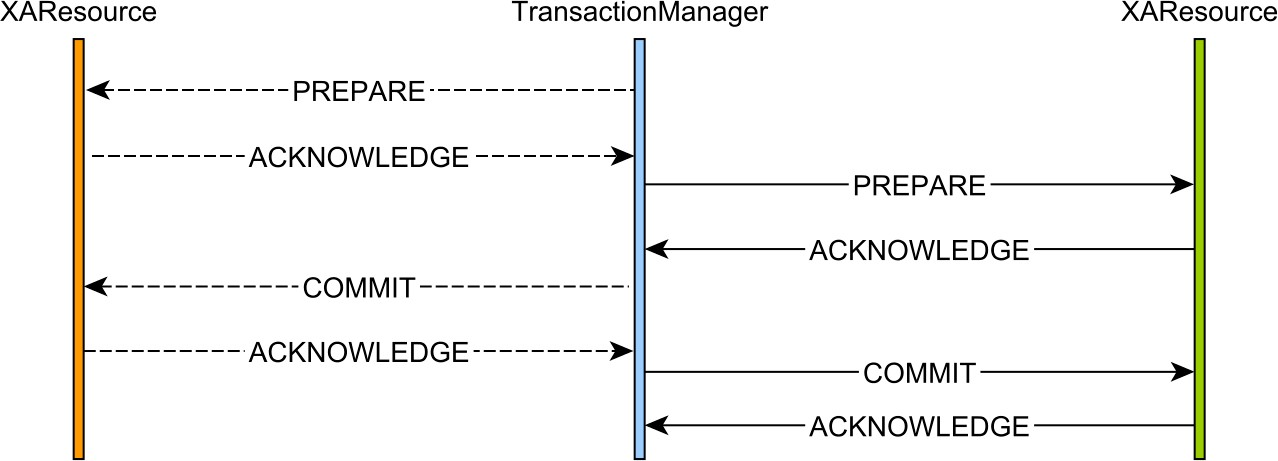 XAResource
TransactionManager
XAResource
PREPARE
ACKNOWLEDGE
PREPARE
ACKNOWLEDGE
COMMIT
ACKNOWLEDGE
COMMIT
ACKNOWLEDGE